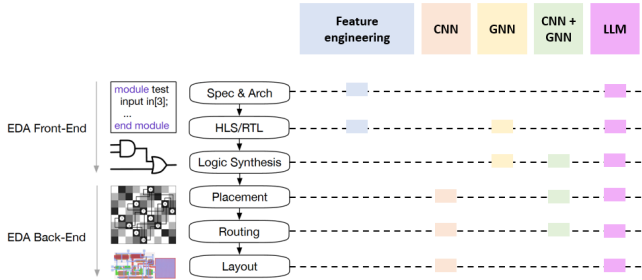 Feature
engineering
CNN
GNN
CNN +
GNN
LLM
module test
input in[3];
...
end module
EDA Front-End
Spec & Arch
HLS/RTL
Logic Synthesis
EDA Back-End
Placement
Routing
Layout